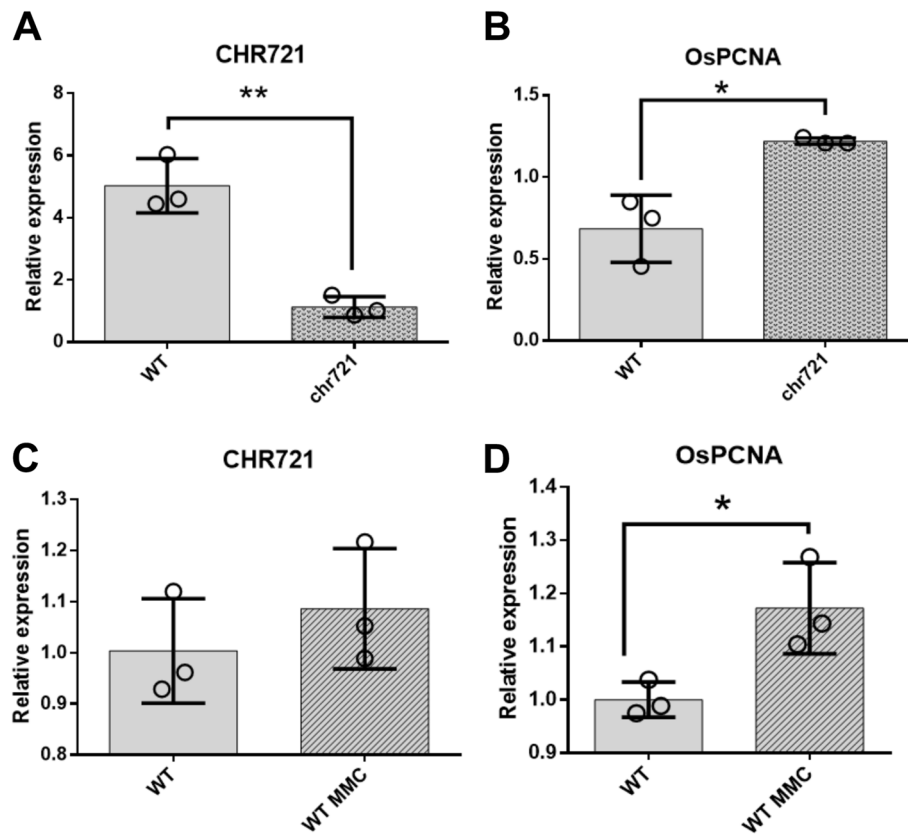 A
CHR721
Relative expression
8
6
4
2
0
**
WT
chr721
B
OsPCNA
Relative expression
1.5
1.0
0.5
0.0
*
WT
chr721
C
CHR721
Relative expression
1.3
1.2
1.1
1.0
0.9
0.8
WT
WT MMC
D
OsPCNA
Relative expression
1.4
1.3
1.2
1.1
1.0
0.9
*
WT
WT MMC